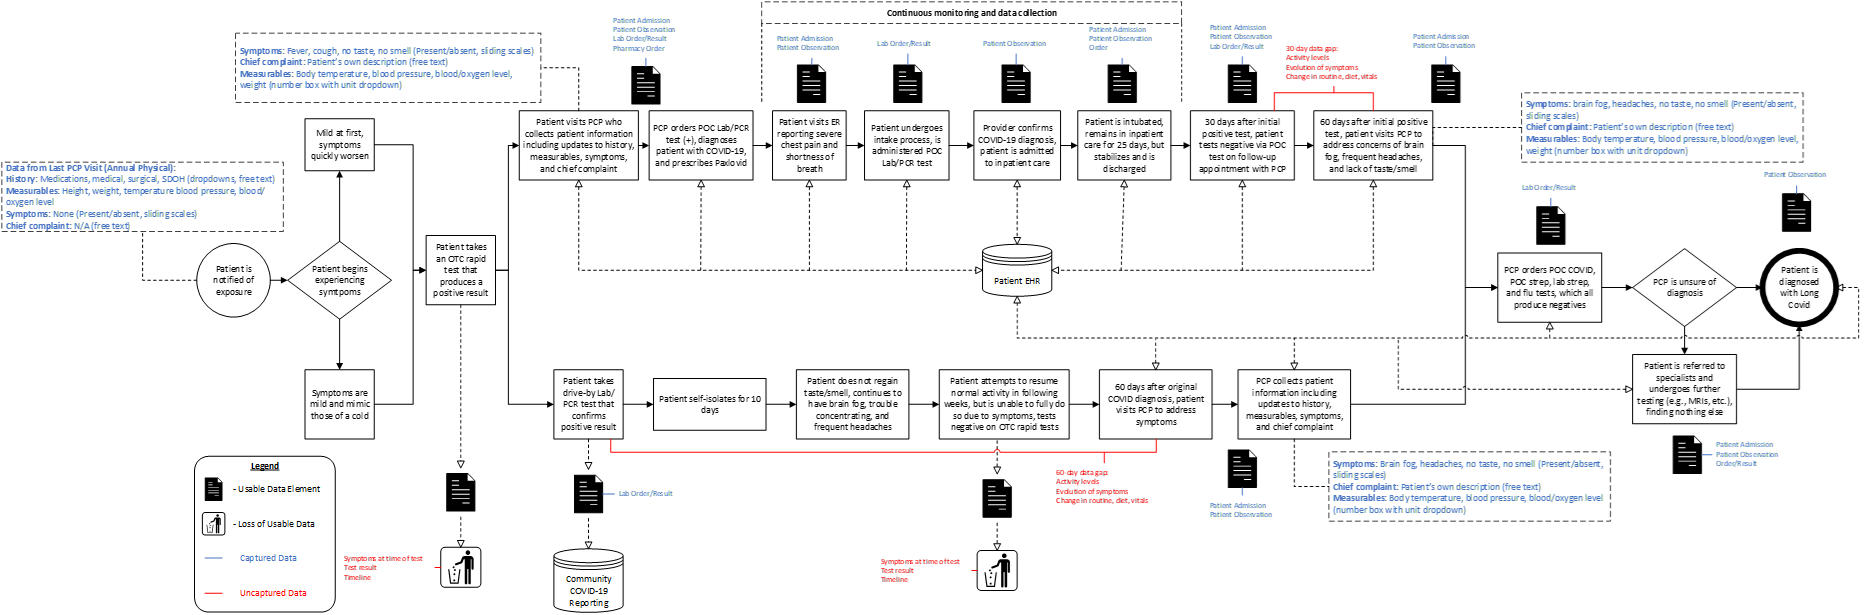 Continuous monitoring and data collection
Patient Admission
Patient Observation
Lab Order/Result
Pharmacy Order
Patient Admission
Patient Observation
Lab Order/Result
Patient Observation
Patient Admission
Patient Observation
Order
Patient Admission
Patient Observation
Lab Order/Result
30 day data gap:
Activity levels
Evolution of symptoms
Change in routine, diet, vitals
Patient Admission
Patient Observation
Symptoms: Fever, cough, no taste, no smell (Present/absent, sliding scales)
Chief complaint: Patient's own description (free text)
Measurables: Body temperature, blood pressure, blood/oxygen level,
weight (number box with unit dropdown)
Symptoms: brain fog, headaches, no taste, no smell (Present/absent,
sliding scales)
Chief complaint: Patient's own description (free text)
Measurables: Body temperature, blood pressure, blood/oxygen level,
weight (number box with unit dropdown)
Mild at first,
symptoms
quickly worsen
Patient visits PCP who
collects patient information
including updates to history,
measurables, symptoms,
and chief complaint
PCP orders POC Lab/PCR
test (+), diagnoses
patient with COVID-19,
and prescribes Paxlovid
Patient visits ER
reporting severe
chest pain and
shortness of
breath
Patient undergoes
intake process, is
administered POC
Lab/PCR test
Provider confirms
COVID-19 diagnosis,
patient is admitted
to inpatient care
Patient is intubated,
remains in inpatient
care for 25 days, but
stabilizes and is
discharged
30 days after initial
positive test, patient
tests negative via POC
test on follow-up
appointment with PCP
60 days after initial positive
test, patient visits PCP to
address concerns of brain
fog, frequent headaches,
and lack of taste/smell
Data from Last PCP Visit (Annual Physical):
History: Medications, medical, surgical, SDOH (dropdowns, free text)
Measurables: Height, weight, temperature blood pressure, blood/
oxygen level
Symptoms: None (Present/absent, sliding scales)
Chief complaint: N/A (free text)
Patient is
notified of
exposure
Patient begins
experiencing
symtpoms
Patient takes
an OTC rapid
test that
produces a
positive result
Patient EHR
Lab Order/Result
Patient Observation
PCP orders POC COVID,
POC strep, lab strep,
and flu tests, which all
produce negatives
PCP is unsure of
diagnosis
Patient is
diagnosed
with Long
Covid
Symptoms are
mild and mimic
those of a cold
Patient takes
drive-by Lab/
PCR test that
confirms
positive result
Patient self-isolates for 10
days
Patient does not regain
taste/smell, continues to
have brain fog, trouble
concentrating, and
frequent headaches
Patient attempts to resume
normal activity in following
weeks, but is unable to fully do
so due to symptoms, tests
negative on OTC rapid tests
60 days after original
COVID diagnosis, patient
visits PCP to address
symptoms
PCP collects patient
information including
updates to history,
measurables, symptoms,
and chief complaint
Patient is referred to
specialists and
undergoes further
testing (e.g., MRIs, etc.),
finding nothing else
Patient Admission
Patient Observation
Order/Result
Legend
- Usable Data Element
- Loss of Usable Data
Captured Data
Uncaptured Data
Symptoms at time of test
Test result
Timeline
Lab Order/Result
Community
COVID-19
Reporting
Symptoms at time of test
Test result
Timeline
60-day data gap:
Activity levels
Evolution of symptoms
Change in routine, diet, vitals
Patient Admission
Patient Observation
Symptoms: Brain fog, headaches, no taste, no smell (Present/absent,
sliding scales)
Chief complaint: Patient's own description (free text)
Measurables: Body temperature, blood pressure, blood/oxygen level
(number box with unit dropdown)